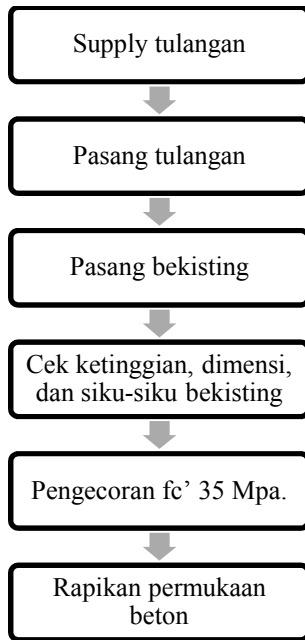 Supply tulangan
Pasang tulangan
Pasang bekisting
Cek ketinggian, dimensi,
dan siku-siku bekisting
Pengecoran fc’ 35 Mpa.
Rapikan permukaan
beton